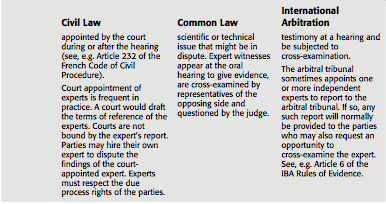 Civil Law
appointed by the court
during or after the hearing
(see, e.g. Article 232 of the
French Code of Civil
Procedure).
Court appointment of
experts is frequent in
practice. A court would draft
the terms of reference of the
experts. Courts are not
bound by the expert's report.
Parties may hire their own
expert to dispute the
findings of the court-
appointed expert. Experts
must respect the due
process rights of the parties.
Common Law
scientific or technical
issue that might be in
dispute. Expert witnesses
appear at the oral
hearing to give evidence,
are cross-examined by
representatives of the
opposing side and
questioned by the judge.
International
Arbitration
testimony at a hearing and
be subjected to
cross-examination.
The arbitral tribunal
sometimes appoints one
or more independent
experts to report to the
arbitral tribunal. If so, any
such report will normally
be provided to the parties
who may also request an
opportunity to
cross-examine the expert.
See, e.g. Article 6 of the
IBA Rules of Evidence.